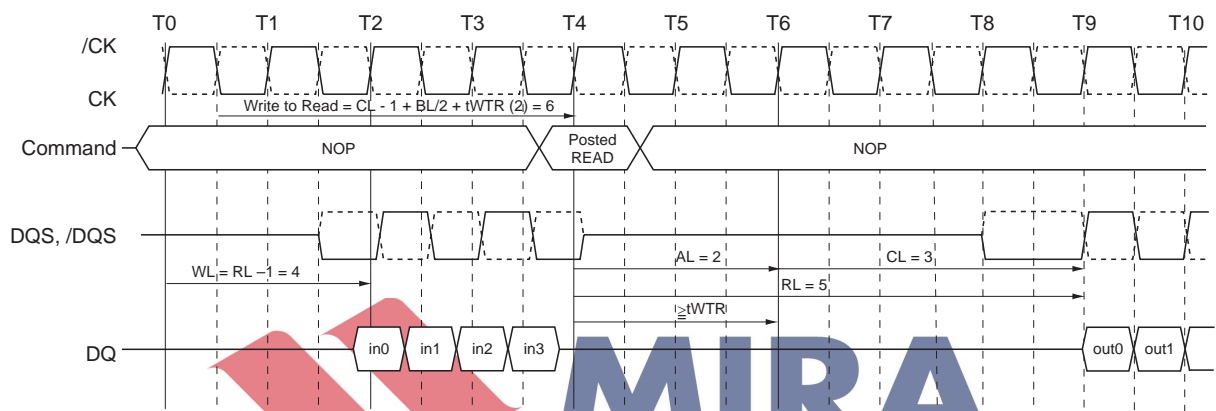 T0 T1 T2 T3 T4 T5 T6 T7 T8 T9 T10
/CK
CK
Write to Read = CL - 1 + BL/2 + tWTR (2) = 6
Command NOP Posted READ NOP
DQS, /DQS
AL = 2 CL = 3
WL = RL –1 = 4
RL = 5
≧tWTR
DQ in0 in1 in2 in3 out0 out1
MIRA